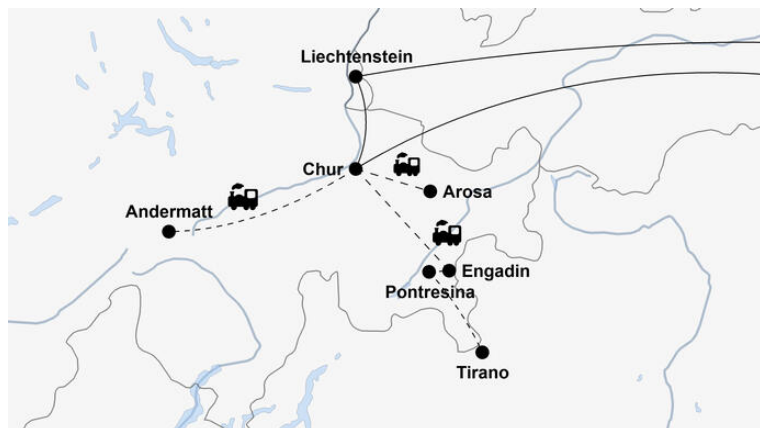 Liechtenstein
Chur
Arosa
Andermatt
Engadin
Pontresina
Tirano